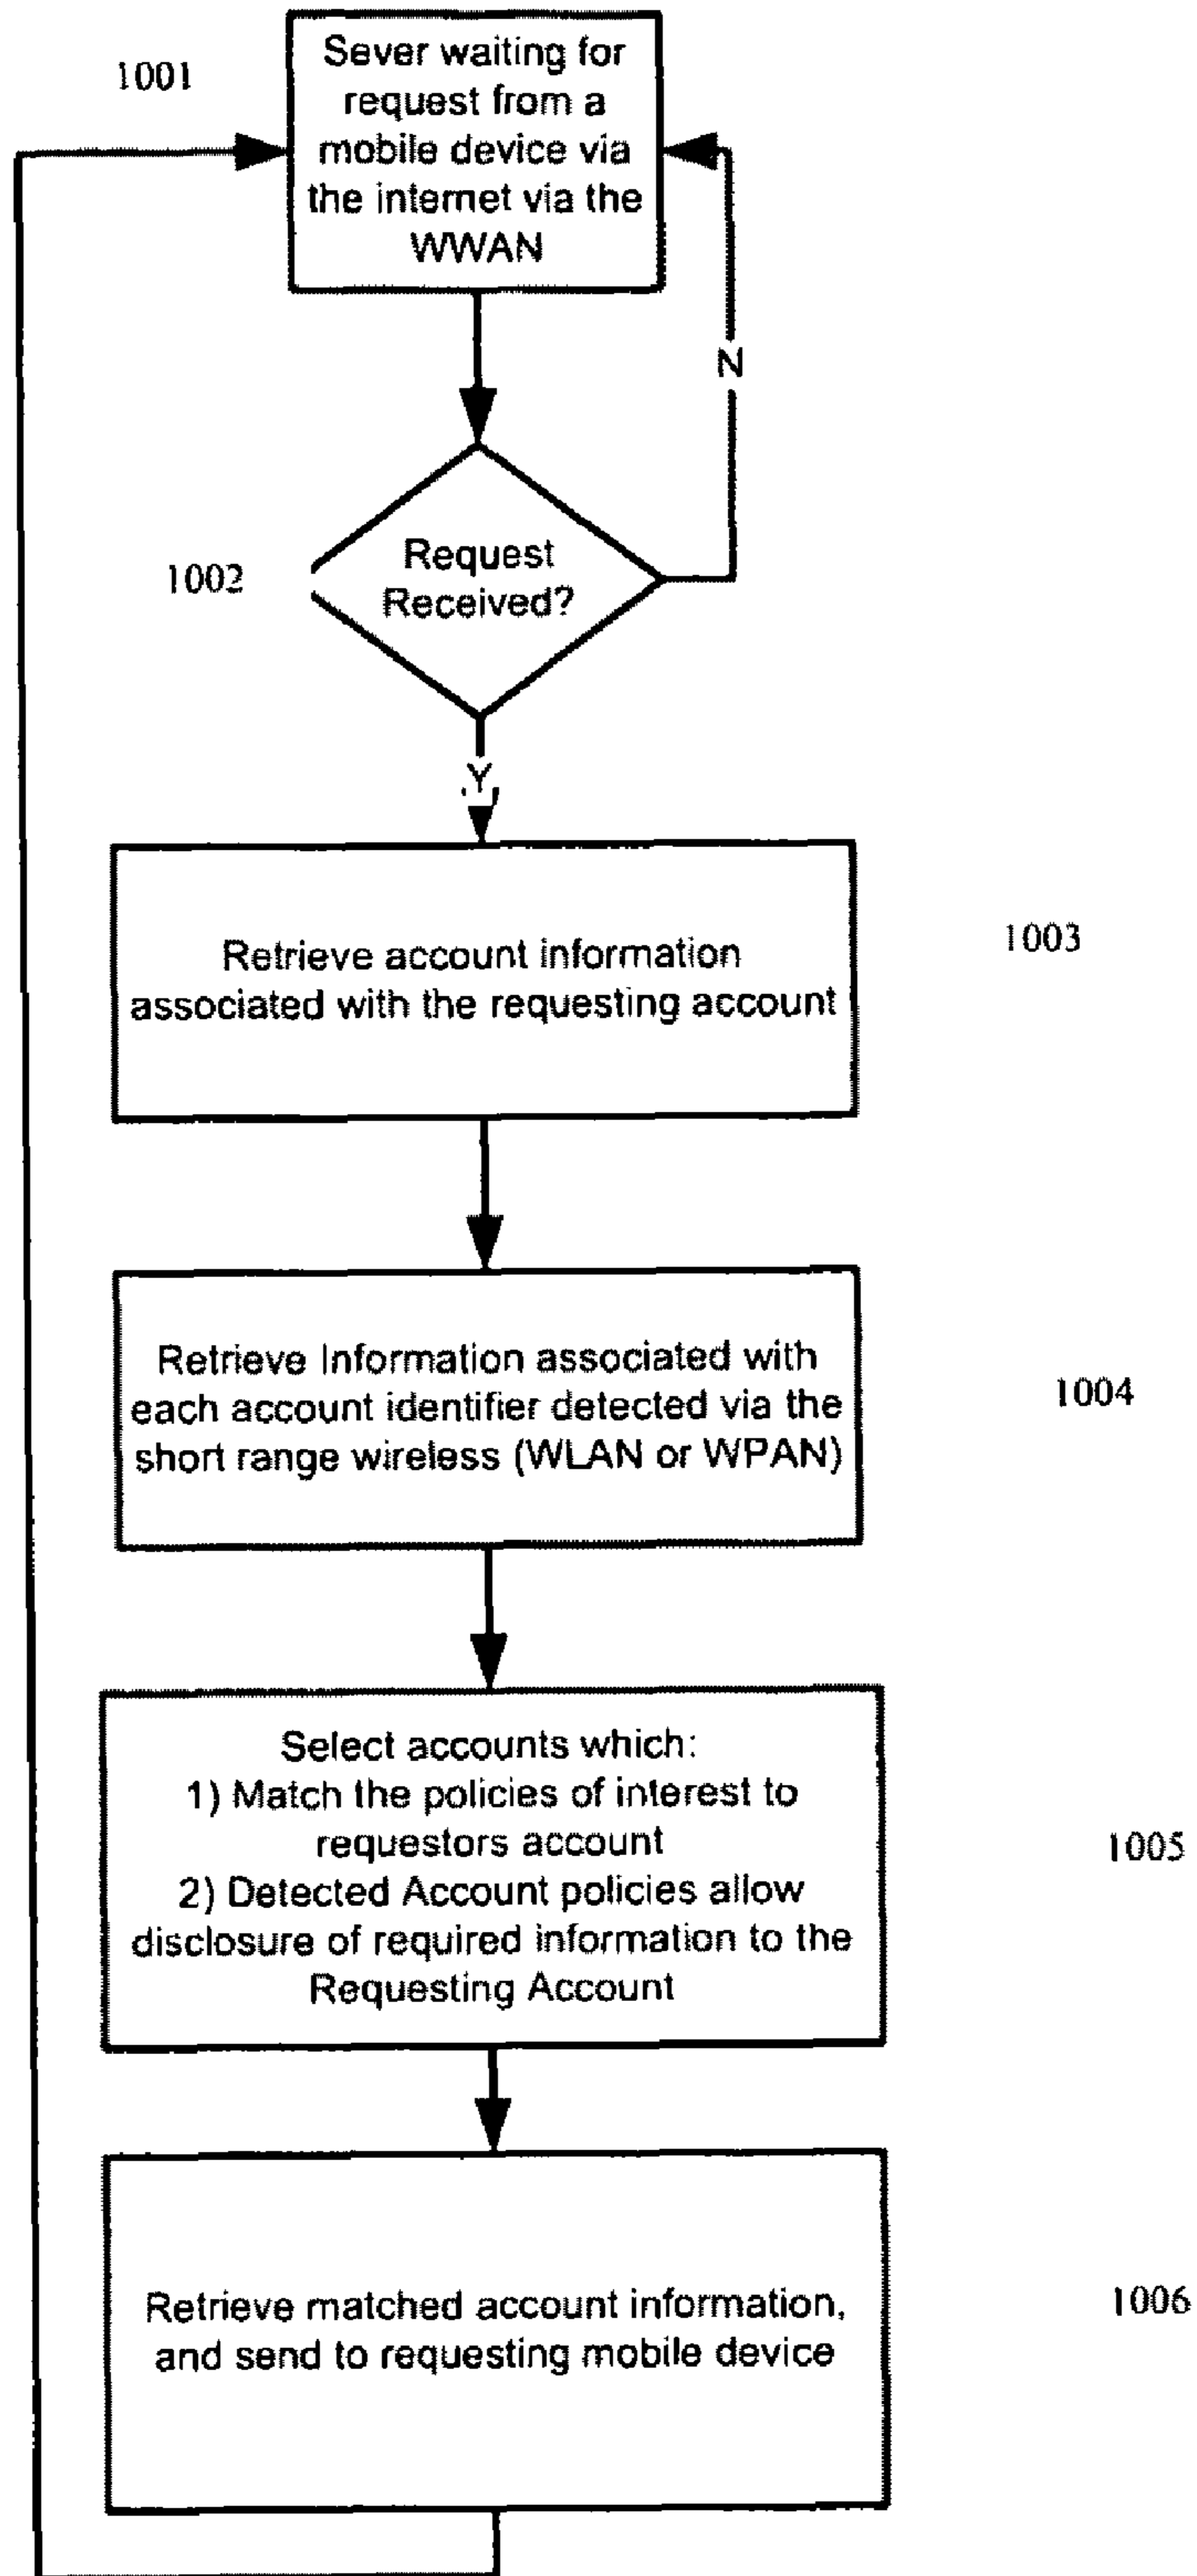 1001
Sever waiting for
request from a
mobile device via
the internet via the
WWAN
N
1002
Request
Received?
Y
Retrieve account information
associated with the requesting account
1003
Retrieve Information associated with
each account identifier detected via the
short range wireless (WLAN or WPAN)
1004
Select accounts which:
1) Match the policies of interest to
requestors account
2) Detected Account policies allow
disclosure of required information to the
Requesting Account
1005
Retrieve matched account information,
and send to requesting mobile device
1006